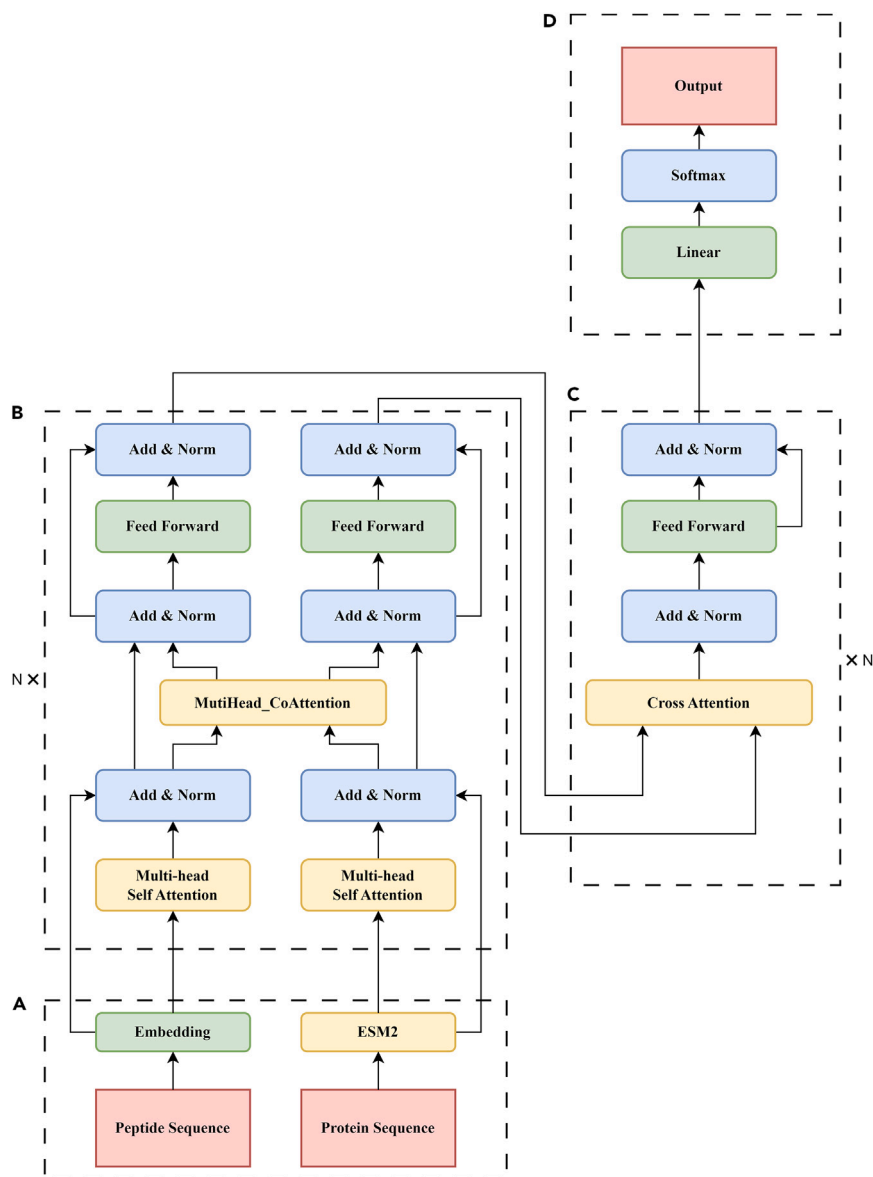 D
Output
Softmax
Linear
B
Add & Norm
Add & Norm
Feed Forward
Feed Forward
Add & Norm
Add & Norm
MutiHead_CoAttention
Add & Norm
Add & Norm
Multi-head
Self Attention
Multi-head
Self Attention
N ×
C
Add & Norm
Feed Forward
Add & Norm
Cross Attention
× N
A
Embedding
ESM2
Peptide Sequence
Protein Sequence